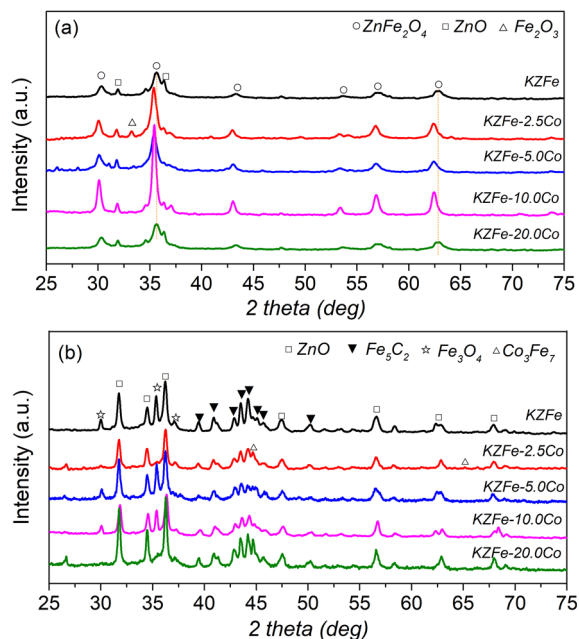 (a)
○ZnFe₂O₄ □ZnO △Fe₂O₃
KZFe
KZFe-2.5Co
KZFe-5.0Co
KZFe-10.0Co
KZFe-20.0Co
Intensity (a.u.)
25 30 35 40 45 50 55 60 65 70 75
2 theta (deg)
(b)
□ ZnO ▼ Fe₅C₂ ☆ Fe₃O₄ △ Co₃Fe₇
KZFe
KZFe-2.5Co
KZFe-5.0Co
KZFe-10.0Co
KZFe-20.0Co
Intensity (a.u.)
25 30 35 40 45 50 55 60 65 70 75
2 theta (deg)